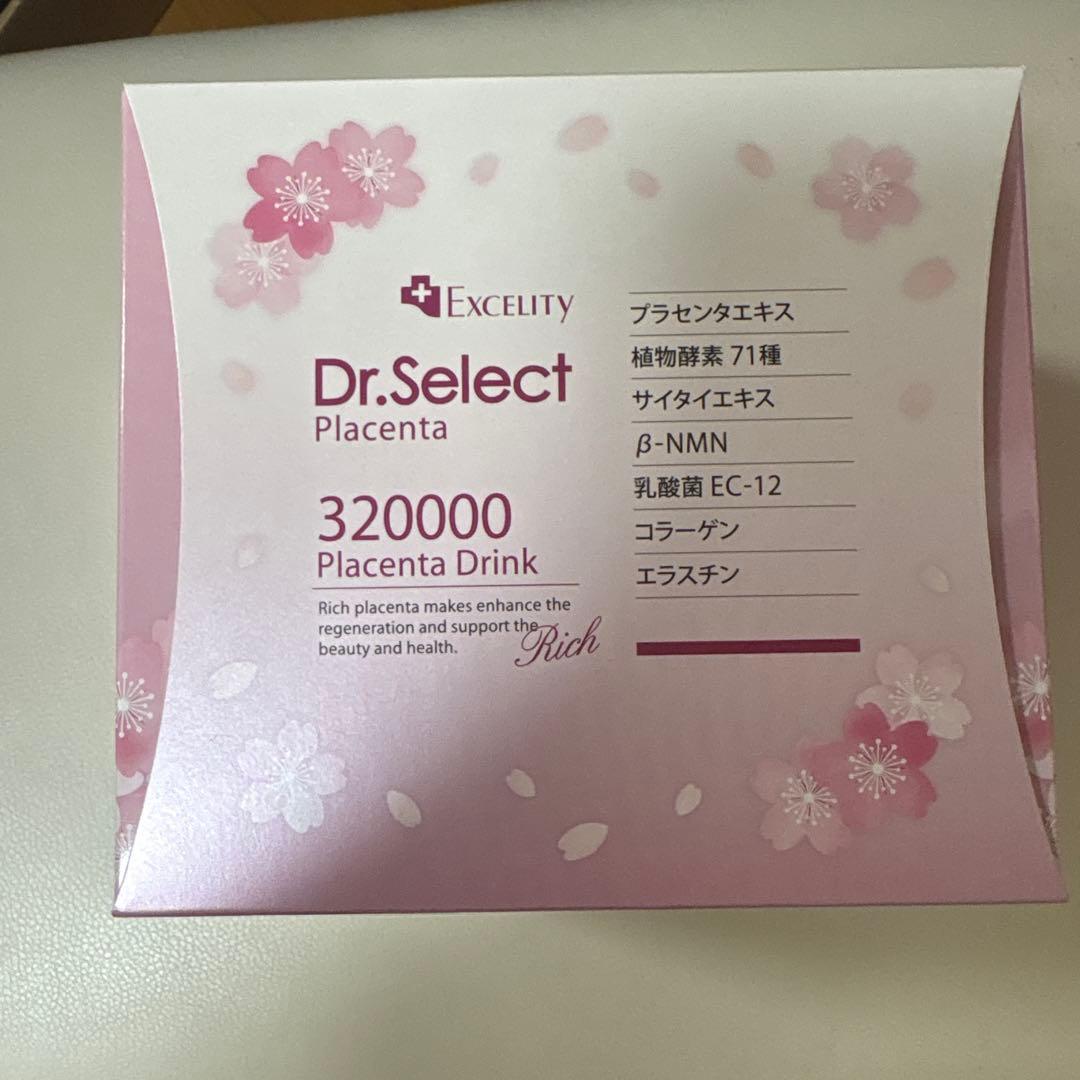 EXCELITY
Dr.Select
Placenta
320000
Placenta Drink
Rich placenta makes enhance the
regeneration and support the
beauty and health.
Rich
プラセンタエキス
植物酵素 71種
サイタイエキス
β-NMN
乳酸菌 EC-12
コラーゲン
エラスチン